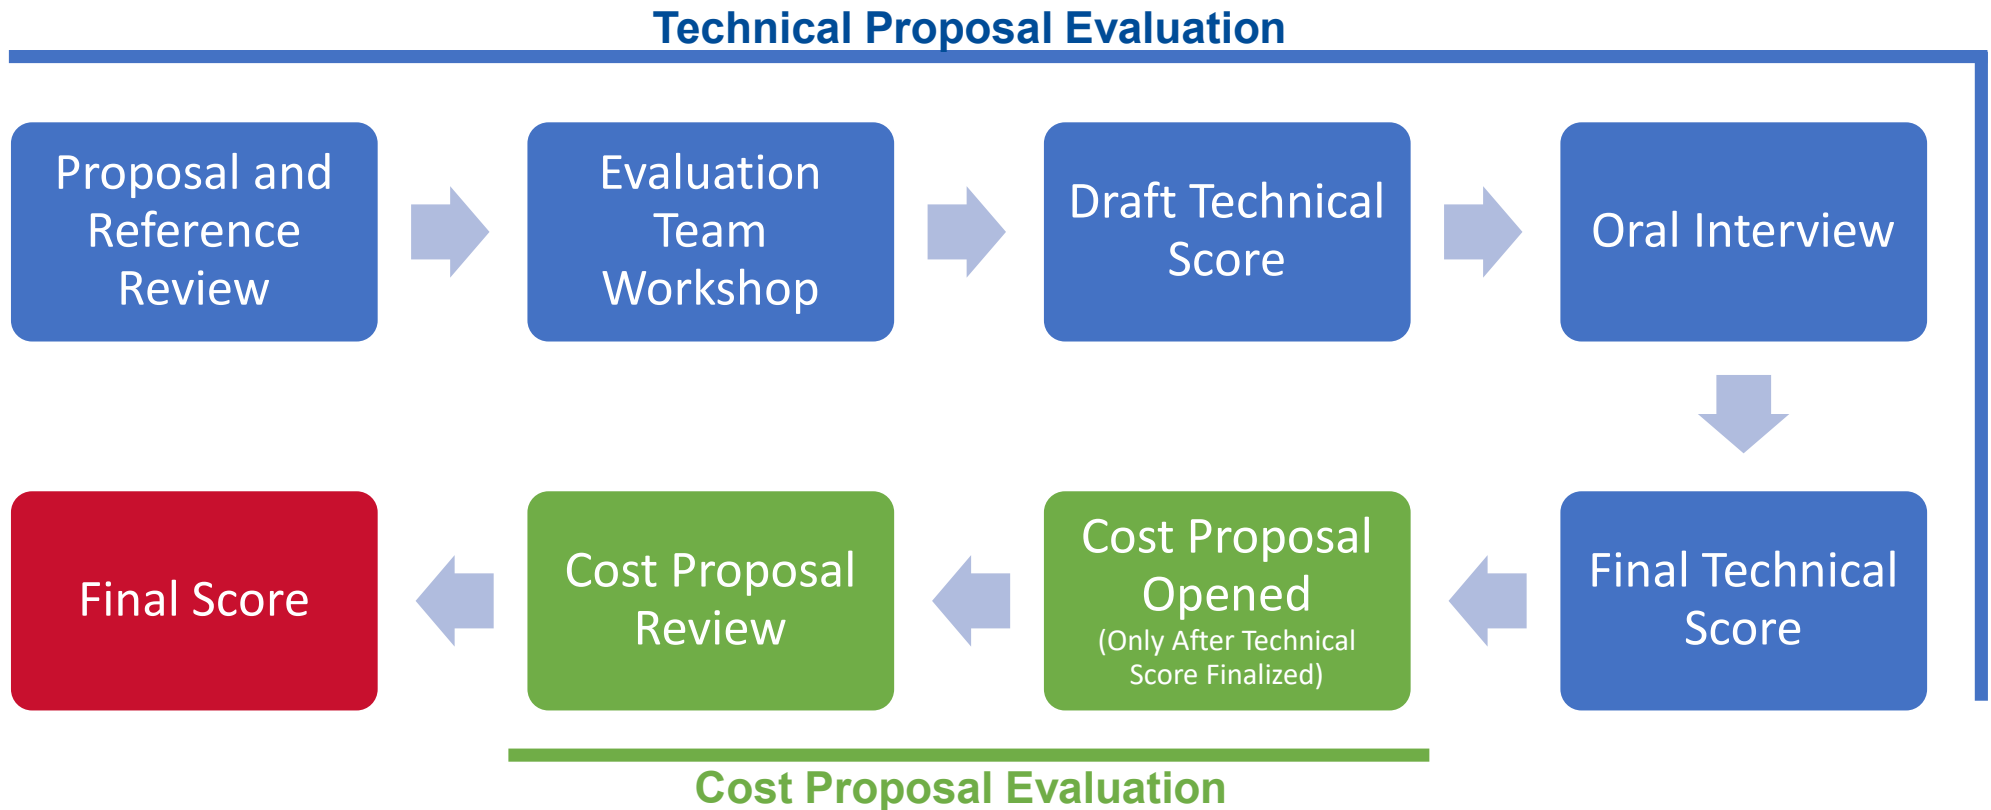 Technical Proposal Evaluation
Proposal and
Reference
Review
Evaluation
Team
Workshop
Draft Technical
Score
Oral Interview
Final Technical
Score
Cost Proposal
Opened
(Only After Technical
Score Finalized)
Cost Proposal
Review
Final Score
Cost Proposal Evaluation